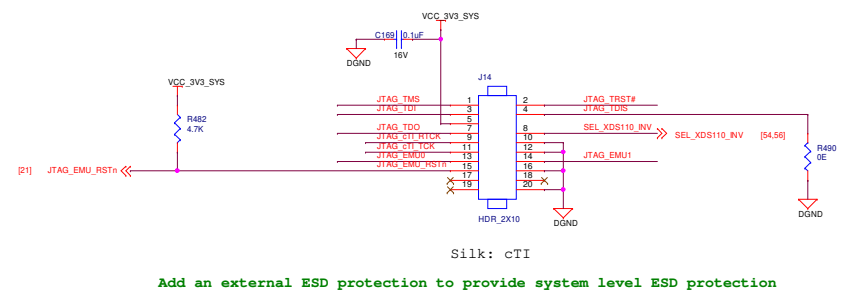 VCC_3V3_SYS
C169 0.1uF
16V
DGND
J14
VCC_3V3_SYS
R482
4.7K
JTAG_TMS 1 2 JTAG_TRST#
JTAG_TDI 3 4 JTAG_TDIS
5
JTAG_TDO 7 8 SEL_XDS110_INV SEL_XDS110_INV [54,56]
JTAG_cTI_RTCK 9 10
JTAG_cTI_TCK 11 12
JTAG_EMU0 13 14 JTAG_EMU1
[21] JTAG_EMU_RSTn JTAG_EMU_RSTn 15 16
17 18
19 20
R490
0E
DGND
HDR_2X10
DGND
Silk: cTI
Add an external ESD protection to provide system level ESD protection